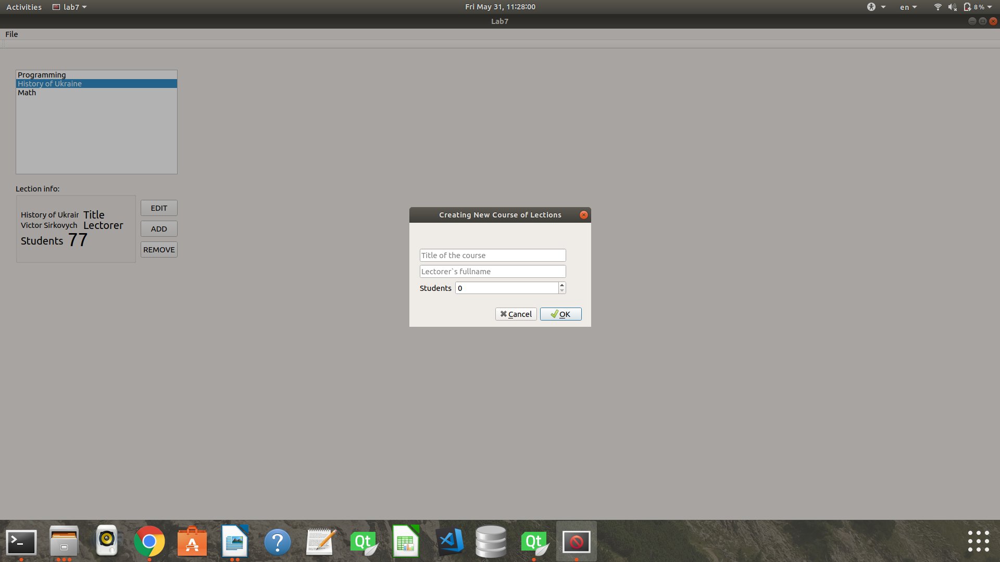 Activities lab7 Fri May 31, 11:28:00 en 8 %
Lab7
File
Programming
History of Ukraine
Math
Lection info:
History of Ukrair Title
Victor Sirkovych Lectorer
Students 77
EDIT
ADD
REMOVE
Creating New Course of Lections
Title of the course
Lectorer`s fullname
Students 0
Cancel OK
>_ A ? Qt Qt